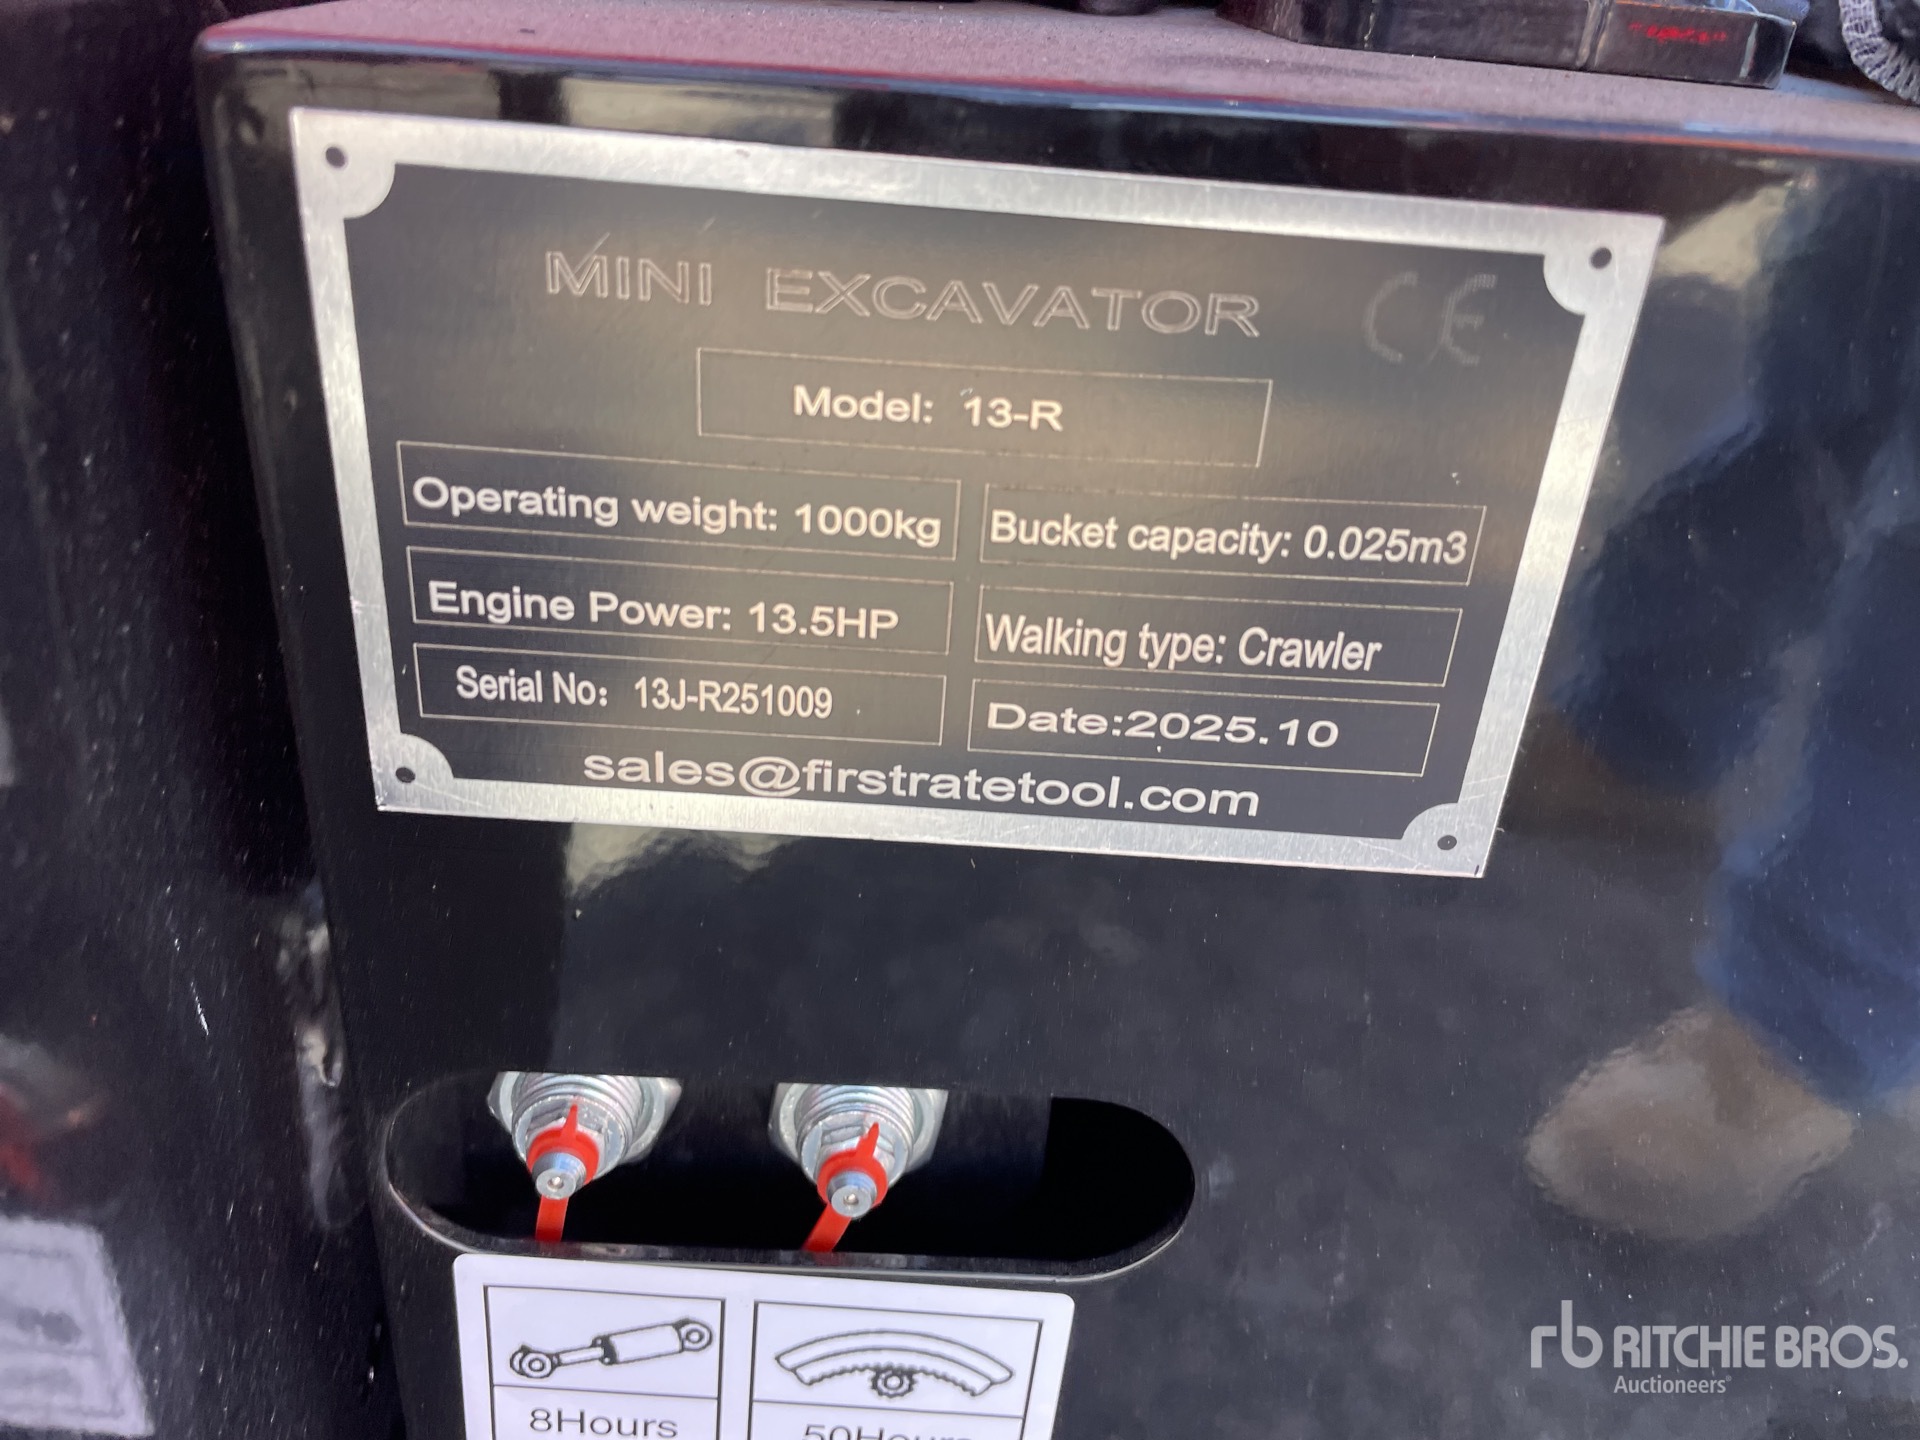 MINI EXCAVATOR CE
Model: 13-R
Operating weight: 1000kg Bucket capacity: 0.025m3
Engine Power: 13.5HP Walking type: Crawler
Serial No: 13J-R251009 Date:2025.10
sales@firstratetool.com
8Hours 50Hours
rb RITCHIE BROS.
Auctioneers